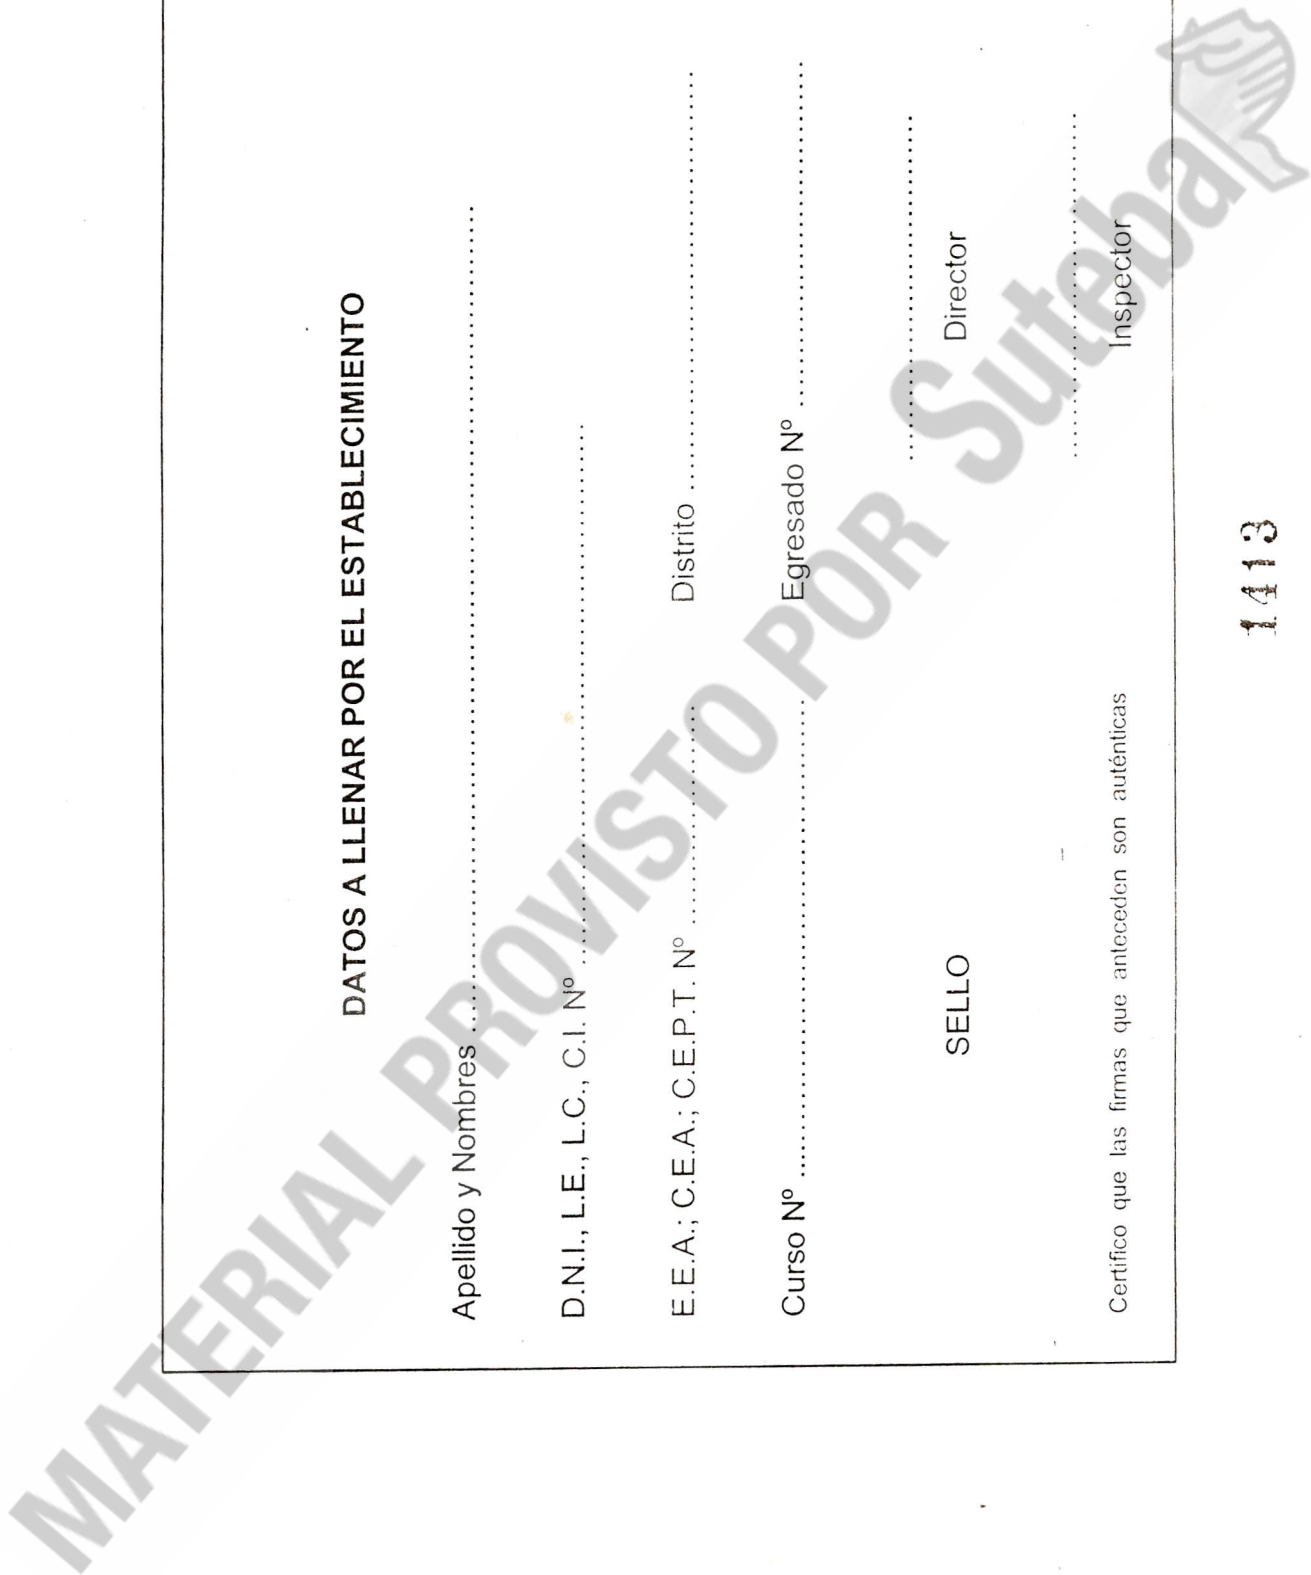 DATOS A LLENAR POR EL ESTABLECIMIENTO
Apellido y Nombres ........................................
D.N.I., L.E., L.C., C.I. Nº ........................................
E.E.A.; C.E.A.; C.E.P.T. Nº .................... Distrito ........................................
Curso Nº ........................................ Egresado Nº ........................................
........................................
SELLO Director
........................................
Certifico que las firmas que anteceden son auténticas Inspector
1413
MATERIAL PROVISTO POR Suteba